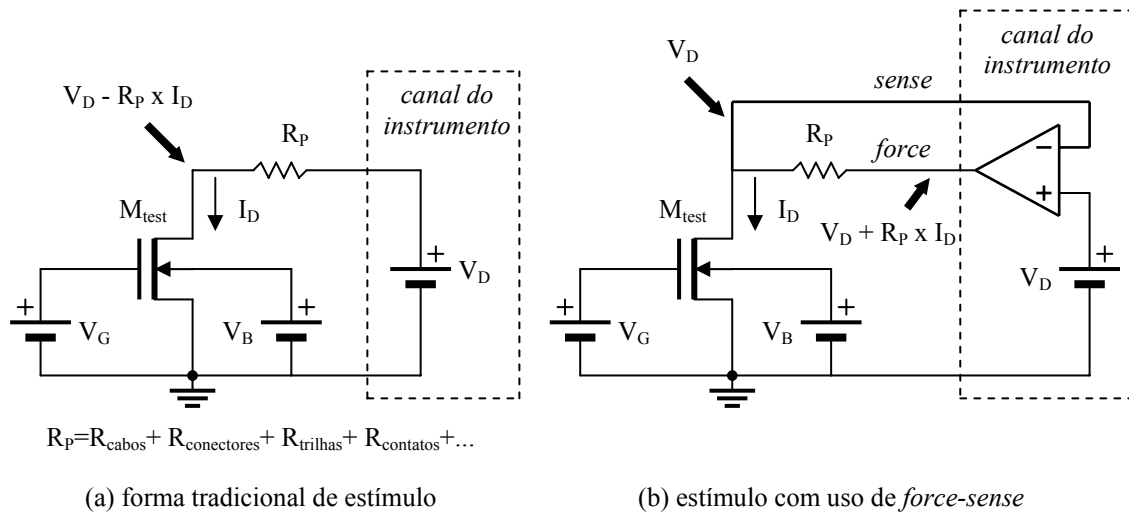 V_D - R_P x I_D
canal do
instrumento
R_P
I_D
M_test
+
V_G
+
V_B
+
V_D
R_P=R_cabos+ R_conectores+ R_trilhas+ R_contatos+...
(a) forma tradicional de estímulo
V_D
canal do
instrumento
sense
R_P
force
−
+
I_D
M_test
V_D + R_P x I_D
+
V_G
+
V_B
+
V_D
(b) estímulo com uso de force-sense